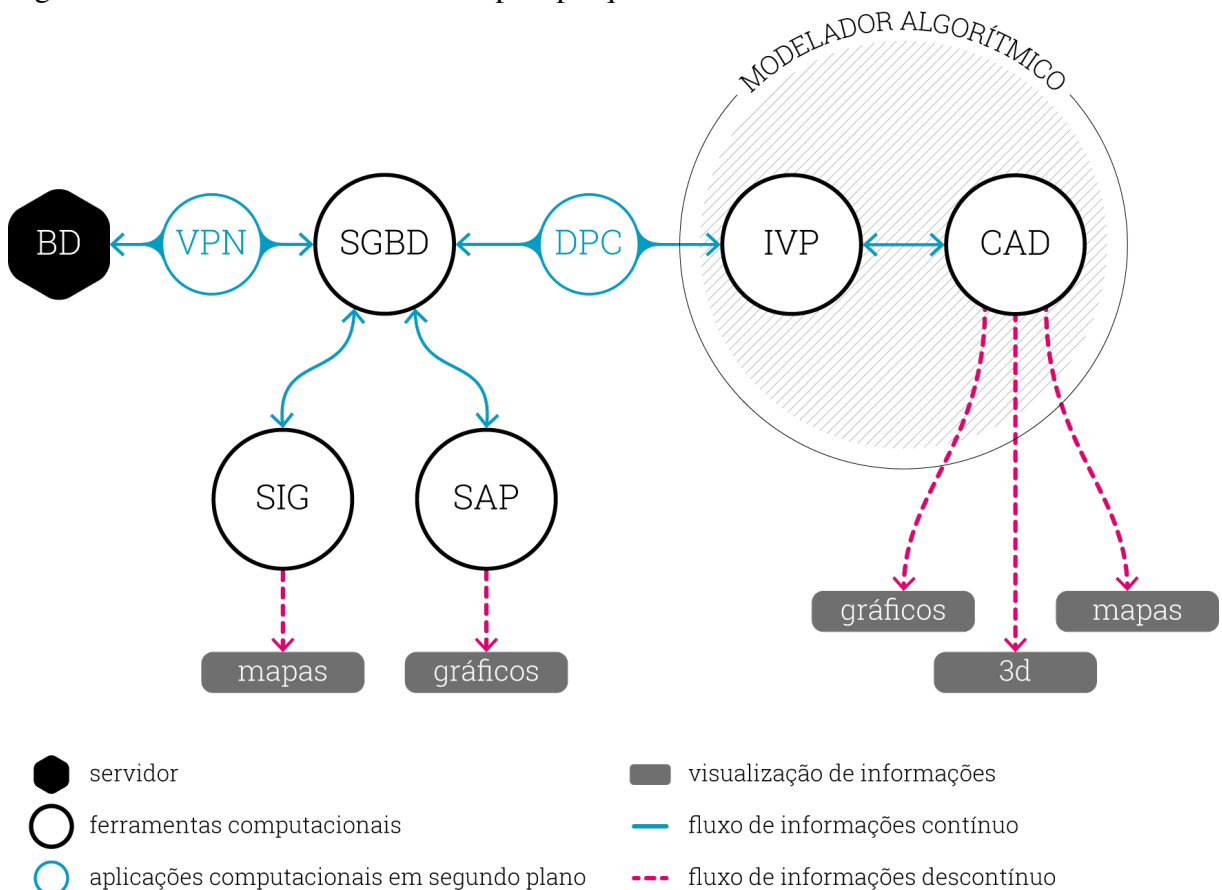 MODELADOR ALGORÍTMICO
BD
VPN
SGBD
DPC
IVP
CAD
SIG
SAP
gráficos
mapas
mapas
gráficos
3d
servidor
visualização de informações
ferramentas computacionais
fluxo de informações contínuo
aplicações computacionais em segundo plano
fluxo de informações descontínuo